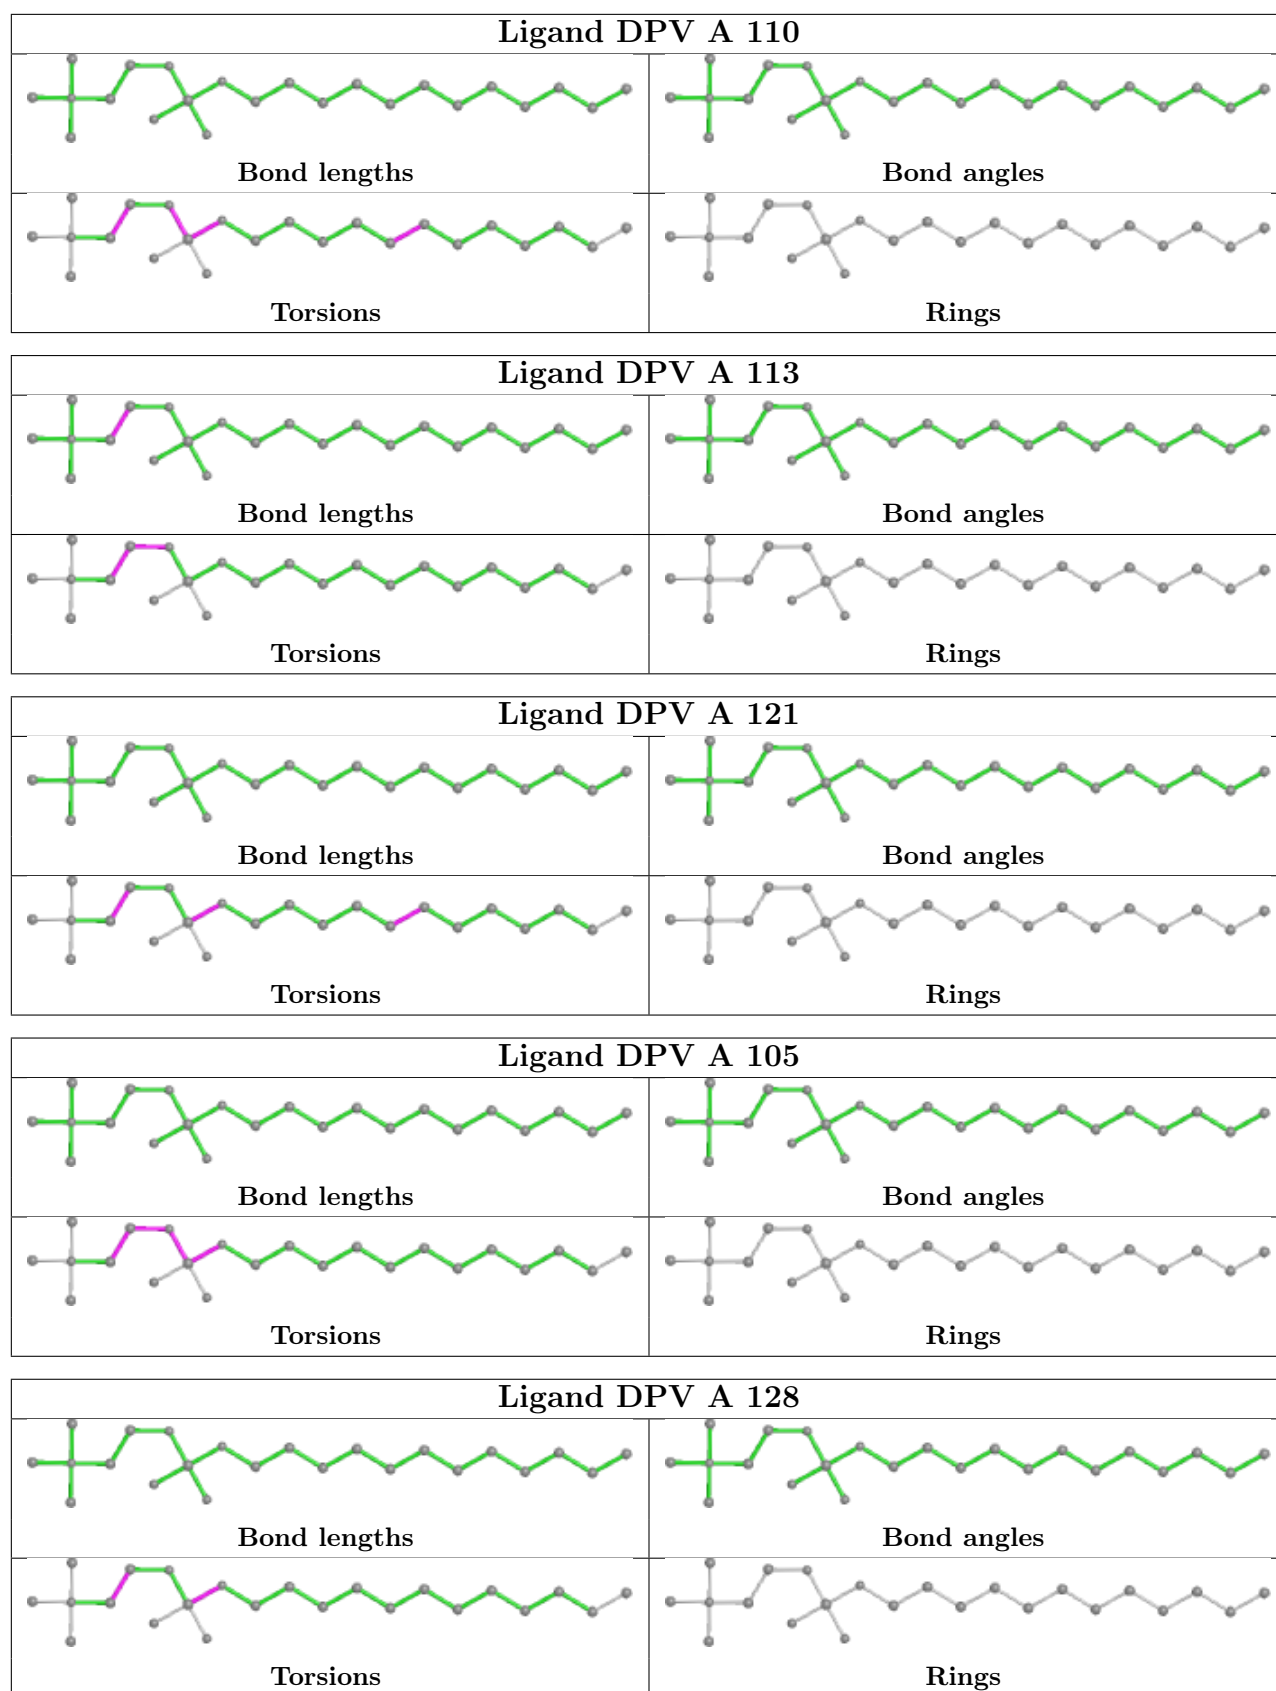 Ligand DPV A 110
Bond lengths
Bond angles
Torsions
Rings
Ligand DPV A 113
Bond lengths
Bond angles
Torsions
Rings
Ligand DPV A 121
Bond lengths
Bond angles
Torsions
Rings
Ligand DPV A 105
Bond lengths
Bond angles
Torsions
Rings
Ligand DPV A 128
Bond lengths
Bond angles
Torsions
Rings